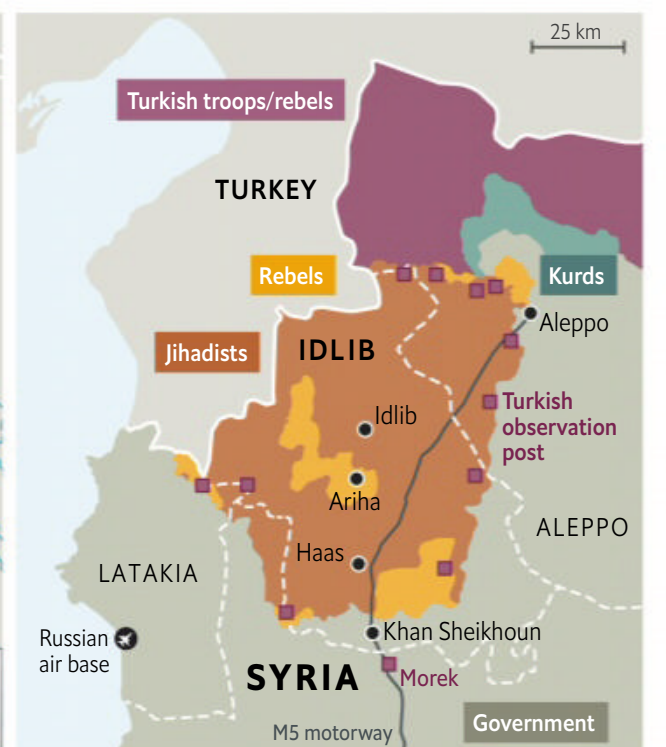 25 km
Turkish troops/rebels
TURKEY
Rebels
Kurds
Aleppo
Jihadists
IDLIB
Turkish
observation
post
Idlib
Ariha
ALEPPO
Haas
LATAKIA
Russian
air base
Khan Sheikhoun
SYRIA
Morek
Government
M5 motorway